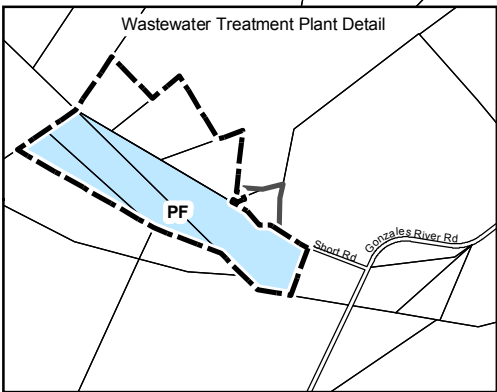 Wastewater Treatment Plant Detail
PF
Short Rd
Gonzales River Rd